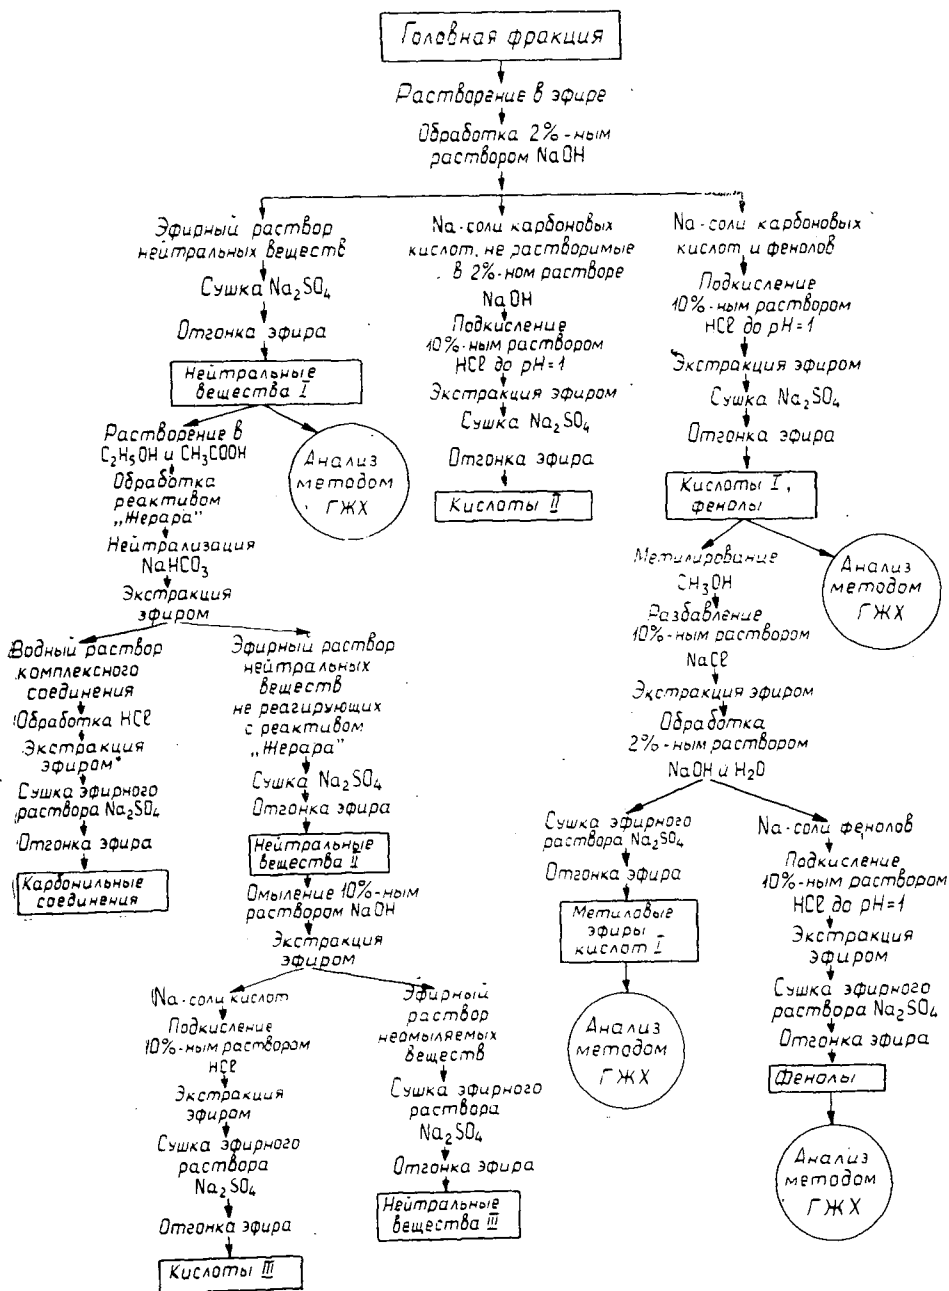 Головная фракция
Растворение в эфире
Обработка 2%-ным
раствором NaOH
Эфирный раствор
нейтральных веществ
Сушка Na₂SO₄
Отгонка эфира
Нейтральные
вещества I
Растворение в
C₂H₅OH и CH₃COOH
Обработка
реактивом
„Жерара"
Нейтрализация
NaHCO₃
Экстракция
эфиром
Анализ
методом
ГЖХ
Водный раствор
комплексного
соединения
Обработка HCl
Экстракция
эфиром
Сушка эфирного
раствора Na₂SO₄
Отгонка эфира
Карбонильные
соединения
Эфирный раствор
нейтральных
веществ
не реагирующих
с реактивом
„Жерара"
Сушка Na₂SO₄
Отгонка эфира
Нейтральные
вещества II
Омыление 10%-ным
раствором NaOH
Экстракция
эфиром
Na-соли кислот
Подкисление
10%-ным раствором
HCl
Экстракция
эфиром
Сушка эфирного
раствора
Na₂SO₄
Отгонка эфира
Кислоты III
Эфирный
раствор
неомыляемых
веществ
Сушка эфирного
раствора
Na₂SO₄
Отгонка эфира
Нейтральные
вещества III
Na-соли карбоновых
кислот, не растворимые
в 2%-ном растворе
NaOH
Подкисление
10%-ным раствором
HCl до pH=1
Экстракция эфиром
Сушка Na₂SO₄
Отгонка эфира
Кислоты II
Na-соли карбоновых
кислот и фенолов
Подкисление
10%-ным раствором
HCl до pH=1
Экстракция эфиром
Сушка Na₂SO₄
Отгонка эфира
Кислоты I,
фенолы
Метилирование
CH₃OH
Разбавление
10%-ным раствором
NaCl
Экстракция эфиром
Обработка
2%-ным раствором
NaOH и H₂O
Анализ
методом
ГЖХ
Сушка эфирного
раствора Na₂SO₄
Отгонка эфира
Метиловые
эфиры
кислот I
Анализ
методом
ГЖХ
Na-соли фенолов
Подкисление
10%-ным раствором
HCl до pH=1
Экстракция
эфиром
Сушка эфирного
раствора Na₂SO₄
Отгонка эфира
Фенолы
Анализ
методом
ГЖХ